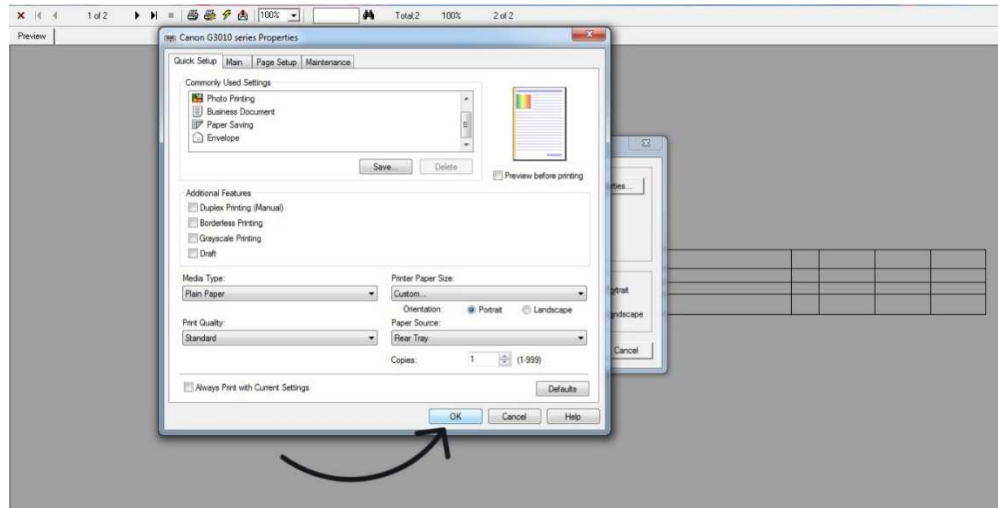 1 of 2 100% Total:2 100% 2 of 2
Preview
Canon G3010 series Properties
Quick Setup Main Page Setup Maintenance
Commonly Used Settings
Photo Printing
Business Document
Paper Saving
Envelope
Save... Delete
Preview before printing
Additional Features
Duplex Printing (Manual)
Borderless Printing
Grayscale Printing
Draft
Media Type: Printer Paper Size:
Plain Paper Custom...
Orientation: Portrait Landscape
Print Quality: Paper Source:
Standard Rear Tray
Copies: 1 (1-999)
Always Print with Current Settings Defaults
OK Cancel Help
rties...
ortrait
andscape
Cancel